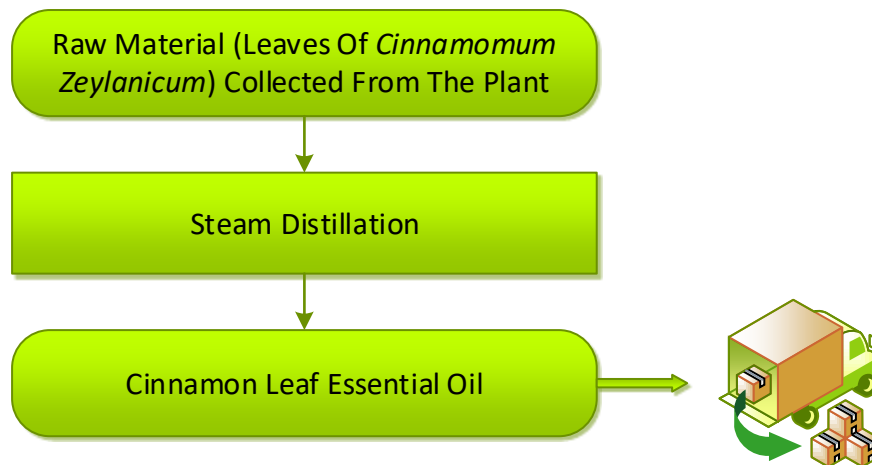 Raw Material (Leaves Of Cinnamomum
Zeylanicum) Collected From The Plant
Steam Distillation
Cinnamon Leaf Essential Oil